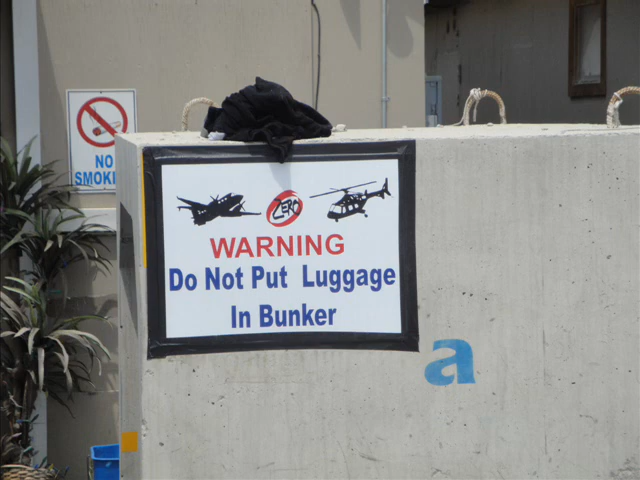 NO
SMOKI
ZERO
WARNING
Do Not Put Luggage
In Bunker
a